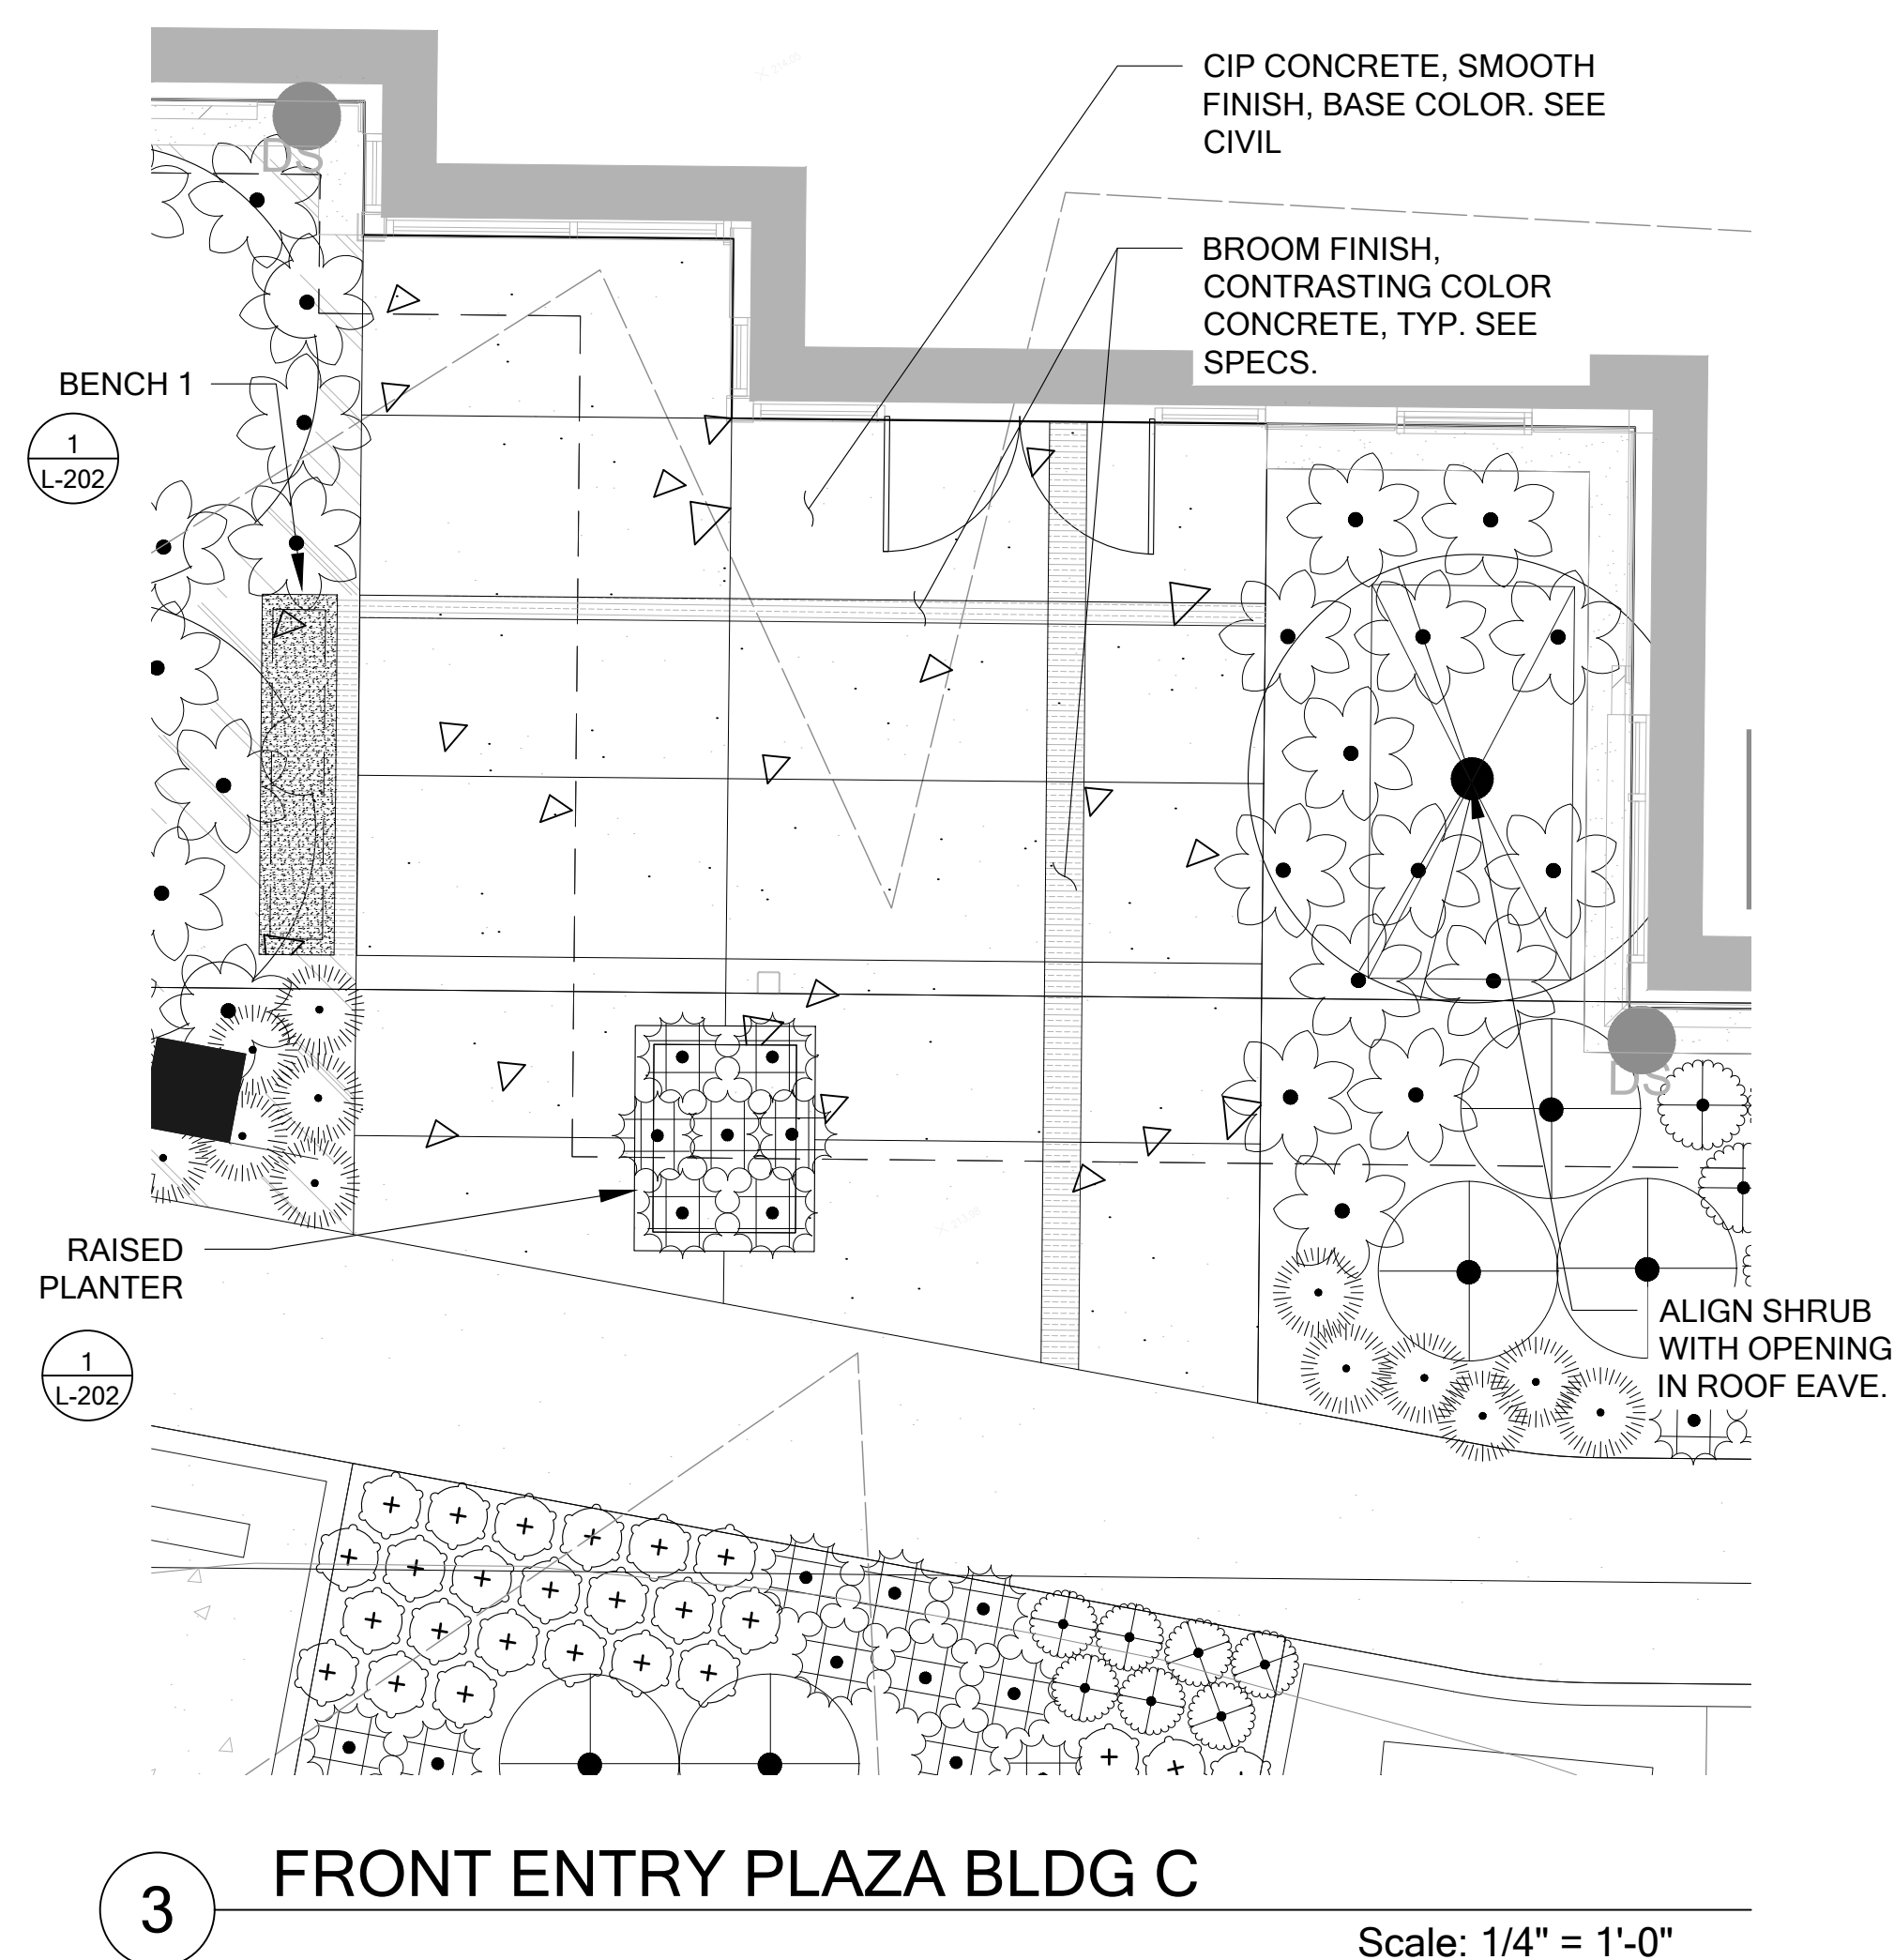 CIP CONCRETE, SMOOTH
FINISH, BASE COLOR. SEE
CIVIL
BROOM FINISH,
CONTRASTING COLOR
CONCRETE, TYP. SEE
SPECS.
DS
BENCH 1
1
L-202
DS
RAISED
PLANTER
1
L-202
ALIGN SHRUB
WITH OPENING
IN ROOF EAVE.
3
FRONT ENTRY PLAZA BLDG C
Scale: 1/4" = 1'-0"